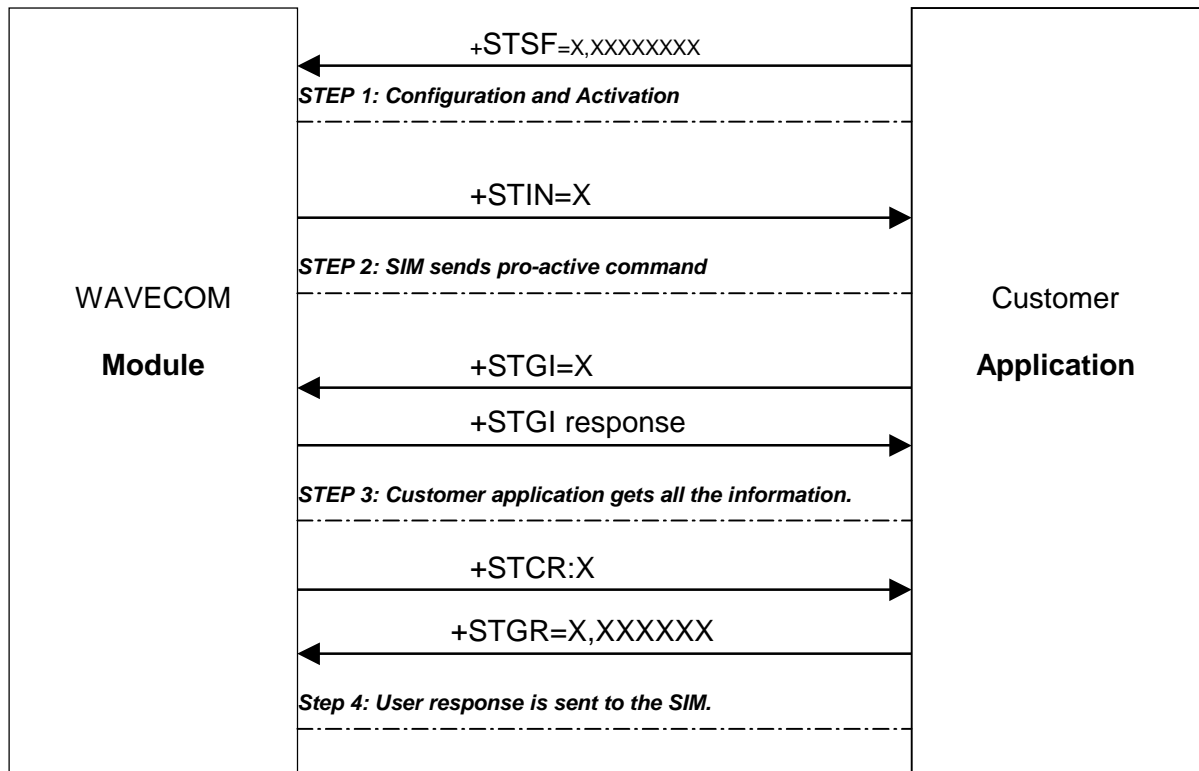 +STSF=X,XXXXXXXX
STEP 1: Configuration and Activation
+STIN=X
STEP 2: SIM sends pro-active command
WAVECOM
Module
Customer
Application
+STGI=X
+STGI response
STEP 3: Customer application gets all the information.
+STCR:X
+STGR=X,XXXXXX
Step 4: User response is sent to the SIM.